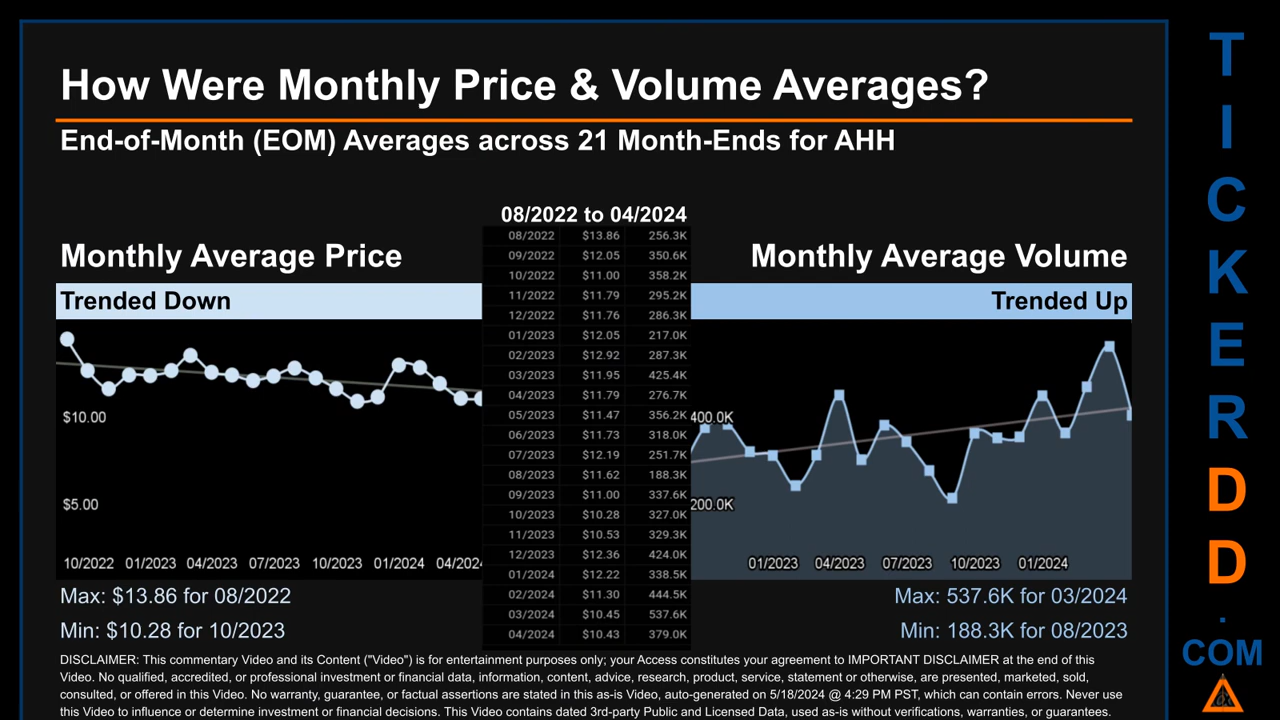 How Were Monthly Price & Volume Averages?
End-of-Month (EOM) Averages across 21 Month-Ends for AHH
08/2022 to 04/2024
Monthly Average Price
Trended Down
$10.00
$5.00
10/2022 01/2023 04/2023 07/2023 10/2023 01/2024 04/2024
Max: $13.86 for 08/2022
Min: $10.28 for 10/2023
08/2022 $13.86 256.3K
09/2022 $12.05 350.6K
10/2022 $11.00 358.2K
11/2022 $11.79 295.2K
12/2022 $11.76 286.3K
01/2023 $12.05 217.0K
02/2023 $12.92 287.3K
03/2023 $11.95 425.4K
04/2023 $11.79 276.7K
05/2023 $11.47 356.2K
06/2023 $11.73 318.0K
07/2023 $12.19 251.7K
08/2023 $11.62 188.3K
09/2023 $11.00 337.6K
10/2023 $10.28 327.0K
11/2023 $10.53 329.3K
12/2023 $12.36 424.0K
01/2024 $12.22 338.5K
02/2024 $11.30 444.5K
03/2024 $10.45 537.6K
04/2024 $10.43 379.0K
Monthly Average Volume
Trended Up
400.0K
200.0K
01/2023 04/2023 07/2023 10/2023 01/2024
Max: 537.6K for 03/2024
Min: 188.3K for 08/2023
DISCLAIMER: This commentary Video and its Content ("Video") is for entertainment purposes only; your Access constitutes your agreement to IMPORTANT DISCLAIMER at the end of this
Video. No qualified, accredited, or professional investment or financial data, information, content, advice, research, product, service, statement or otherwise, are presented, marketed, sold,
consulted, or offered in this Video. No warranty, guarantee, or factual assertions are stated in this as-is Video, auto-generated on 5/18/2024 @ 4:29 PM PST, which can contain errors. Never use
this Video to influence or determine investment or financial decisions. This Video contains dated 3rd-party Public and Licensed Data, used as-is without verifications, warranties, or guarantees.
T
I
C
K
E
R
D
D
.
COM